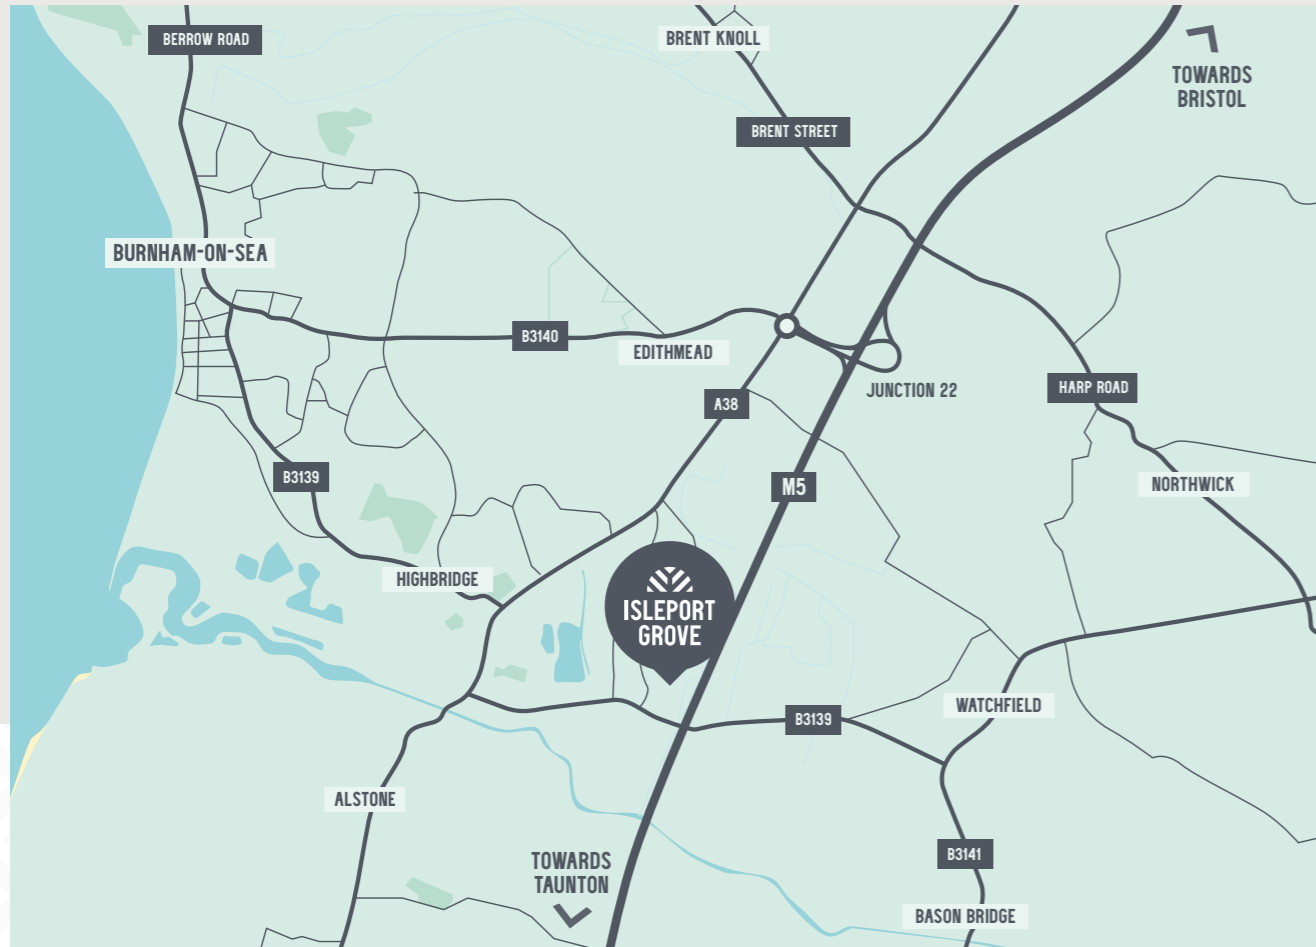 BERROW ROAD
BRENT KNOLL
TOWARDS
BRISTOL
BRENT STREET
BURNHAM-ON-SEA
B3140
EDITHMEAD
JUNCTION 22
HARP ROAD
A38
B3139
M5
NORTHWICK
HIGHBRIDGE
ISLEPORT
GROVE
WATCHFIELD
B3139
ALSTONE
TOWARDS
TAUNTON
B3141
BASON BRIDGE